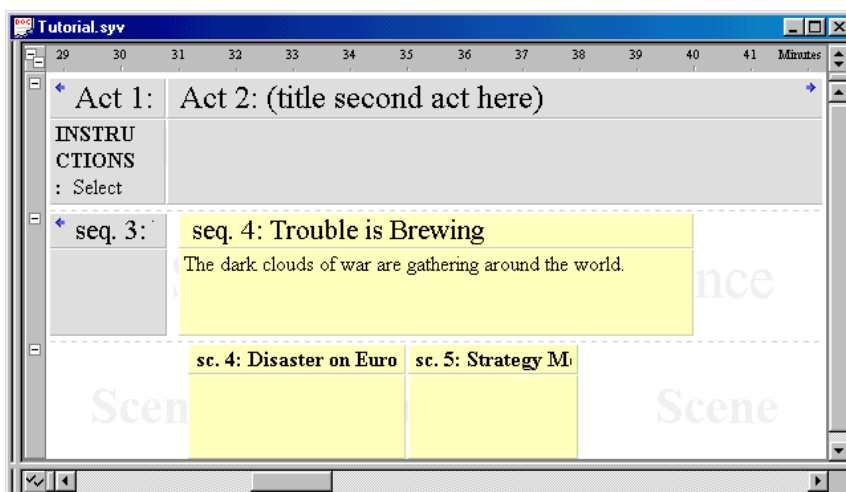 Tutorial.syv
29 30 31 32 33 34 35 36 37 38 39 40 41 Minutes
Act 1: Act 2: (title second act here)
INSTRU
CTIONS
: Select
seq. 3: seq. 4: Trouble is Brewing
The dark clouds of war are gathering around the world.
sc. 4: Disaster on Euro sc. 5: Strategy
Scene